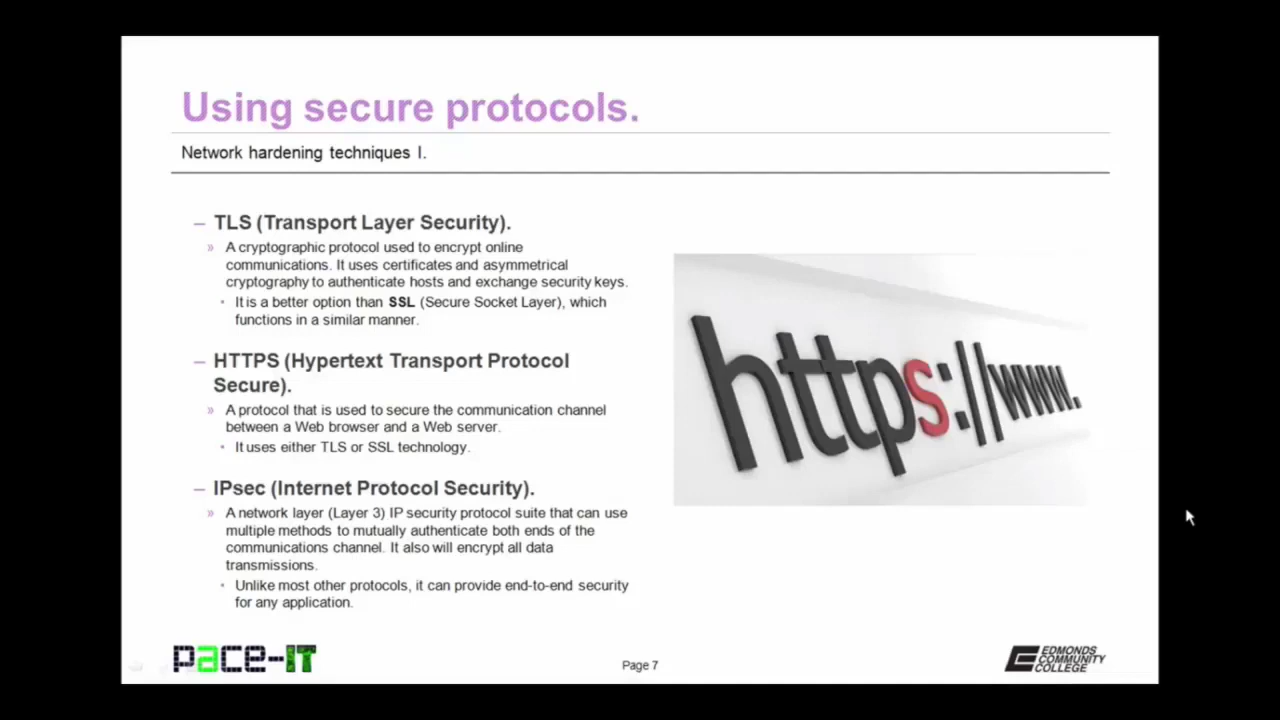 Using secure protocols.
Network hardening techniques I.
– TLS (Transport Layer Security).
» A cryptographic protocol used to encrypt online
communications. It uses certificates and asymmetrical
cryptography to authenticate hosts and exchange security keys.
• It is a better option than SSL (Secure Socket Layer), which
functions in a similar manner.
– HTTPS (Hypertext Transport Protocol
Secure).
» A protocol that is used to secure the communication channel
between a Web browser and a Web server.
• It uses either TLS or SSL technology.
– IPsec (Internet Protocol Security).
» A network layer (Layer 3) IP security protocol suite that can use
multiple methods to mutually authenticate both ends of the
communications channel. It also will encrypt all data
transmissions.
• Unlike most other protocols, it can provide end-to-end security
for any application.
https://www.
pace-IT
Page 7
EDMONDS
COMMUNITY
COLLEGE